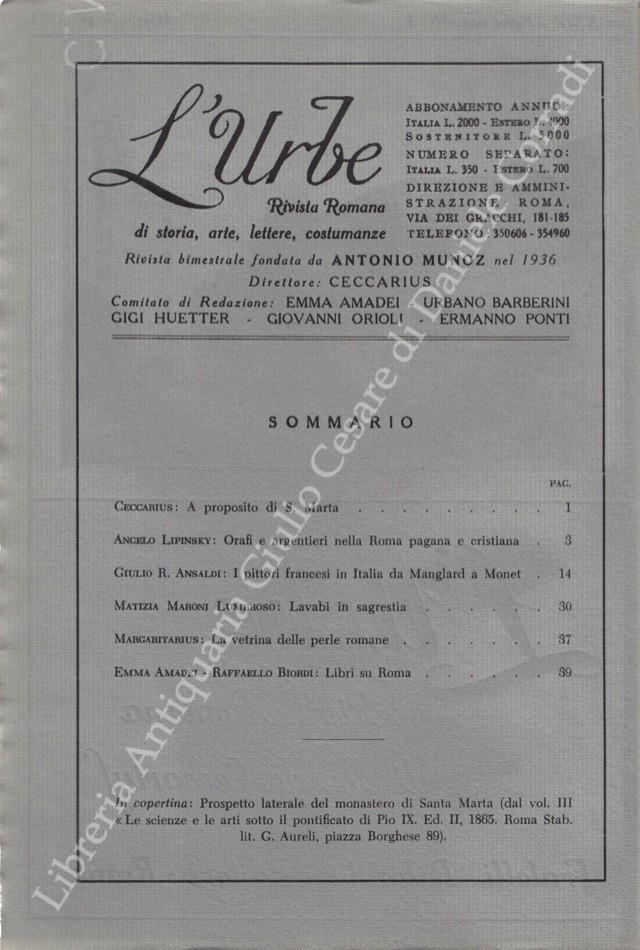 L'Urbe
Rivista Romana
di storia, arte, lettere, costumanze
ABBONAMENTO ANNUO:
ITALIA L. 2000 - ESTERO L.
SOSTENITORE L. 5000
NUMERO SEPARATO:
ITALIA L. 350 - ESTERO L. 700
DIREZIONE E AMMINI-
STRAZIONE: ROMA,
VIA DEI GRACCHI, 181-185
TELEFONO: 350606 - 354960
Rivista bimestrale fondata da ANTONIO MUÑOZ nel 1936
Direttore: CECCARIUS
Comitato di Redazione: EMMA AMADEI - URBANO BARBERINI
GIGI HUETTER - GIOVANNI ORIOLI - ERMANNO PONTI
SOMMARIO
PAG.
CECCARIUS: A proposito di S. Marta . . . . . . . . . 1
ANGELO LIPINSKY: Orafi e argentieri nella Roma pagana e cristiana . 3
GIULIO R. ANSALDI: I pittori francesi in Italia da Manglard a Monet . 14
MATIZIA MARONI LUMBROSO: Lavabi in sagrestia . . . . . . 30
MARGARITARIUS: La vetrina delle perle romane . . . . . . . 37
EMMA AMADEI - RAFFAELLO BIORDI: Libri su Roma . . . . . . 39
In copertina: Prospetto laterale del monastero di Santa Marta (dal vol. III
« Le scienze e le arti sotto il pontificato di Pio IX. Ed. II, 1865. Roma Stab.
lit. G. Aureli, piazza Borghese 89).
Libreria Antiquaria Giulio Cesare di Daniele Corradi